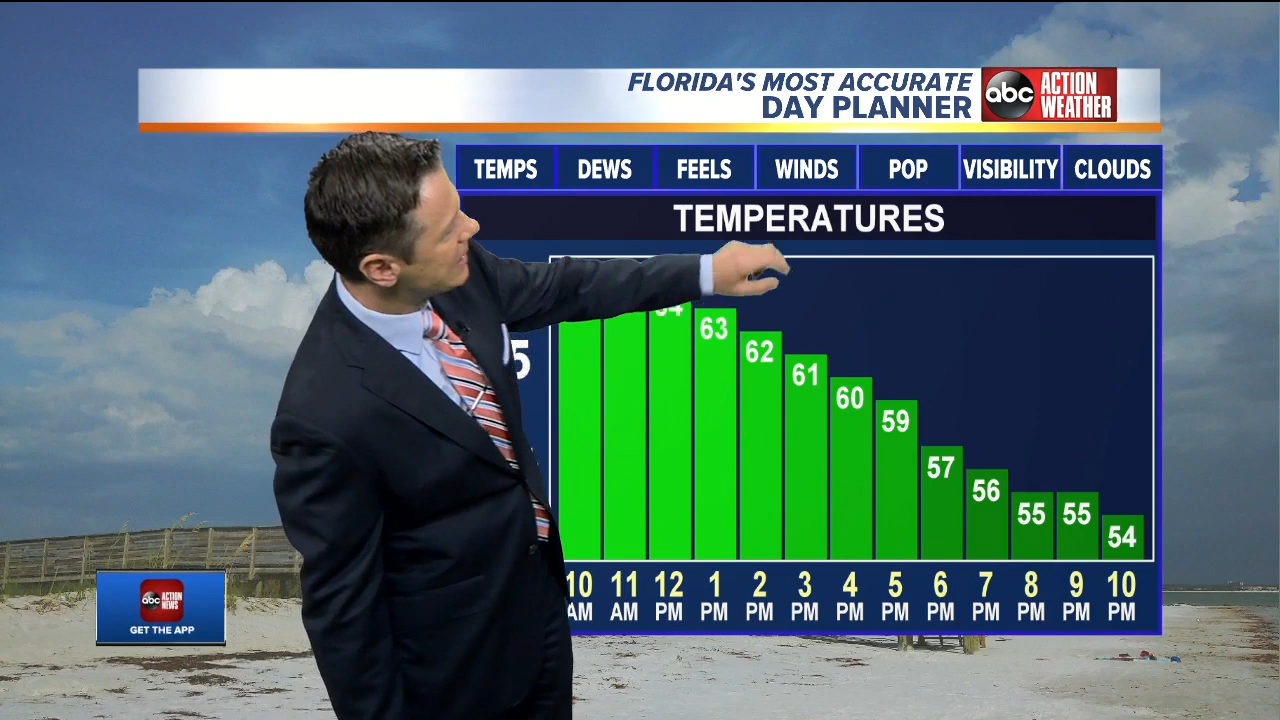 FLORIDA'S MOST ACCURATE
DAY PLANNER
abc ACTION WEATHER
TEMPS DEWS FEELS WINDS POP VISIBILITY CLOUDS
TEMPERATURES
63
62
61
60
59
57
56
55
55
54
10 11 12 1 2 3 4 5 6 7 8 9 10
AM AM PM PM PM PM PM PM PM PM PM PM PM
abc ACTION NEWS
GET THE APP